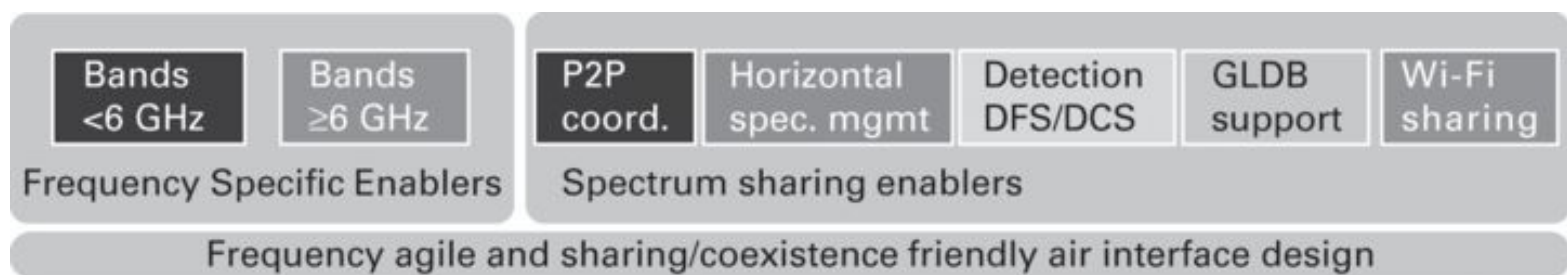 Bands
<6 GHz
Bands
≥6 GHz
Frequency Specific Enablers
P2P
coord.
Horizontal
spec. mgmt
Detection
DFS/DCS
GLDB
support
Wi-Fi
sharing
Spectrum sharing enablers
Frequency agile and sharing/coexistence friendly air interface design